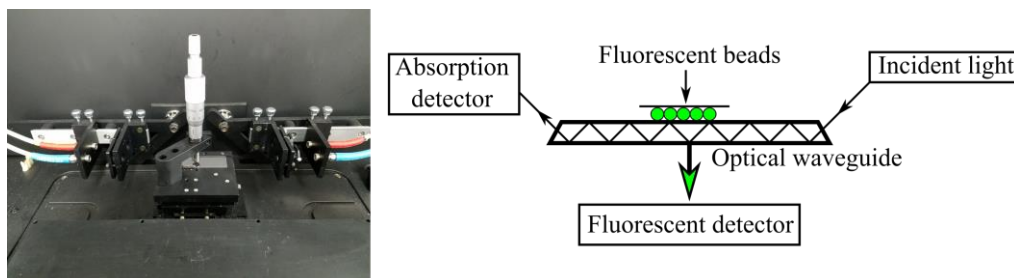 Absorption
detector
Fluorescent beads
Incident light
Optical waveguide
Fluorescent detector